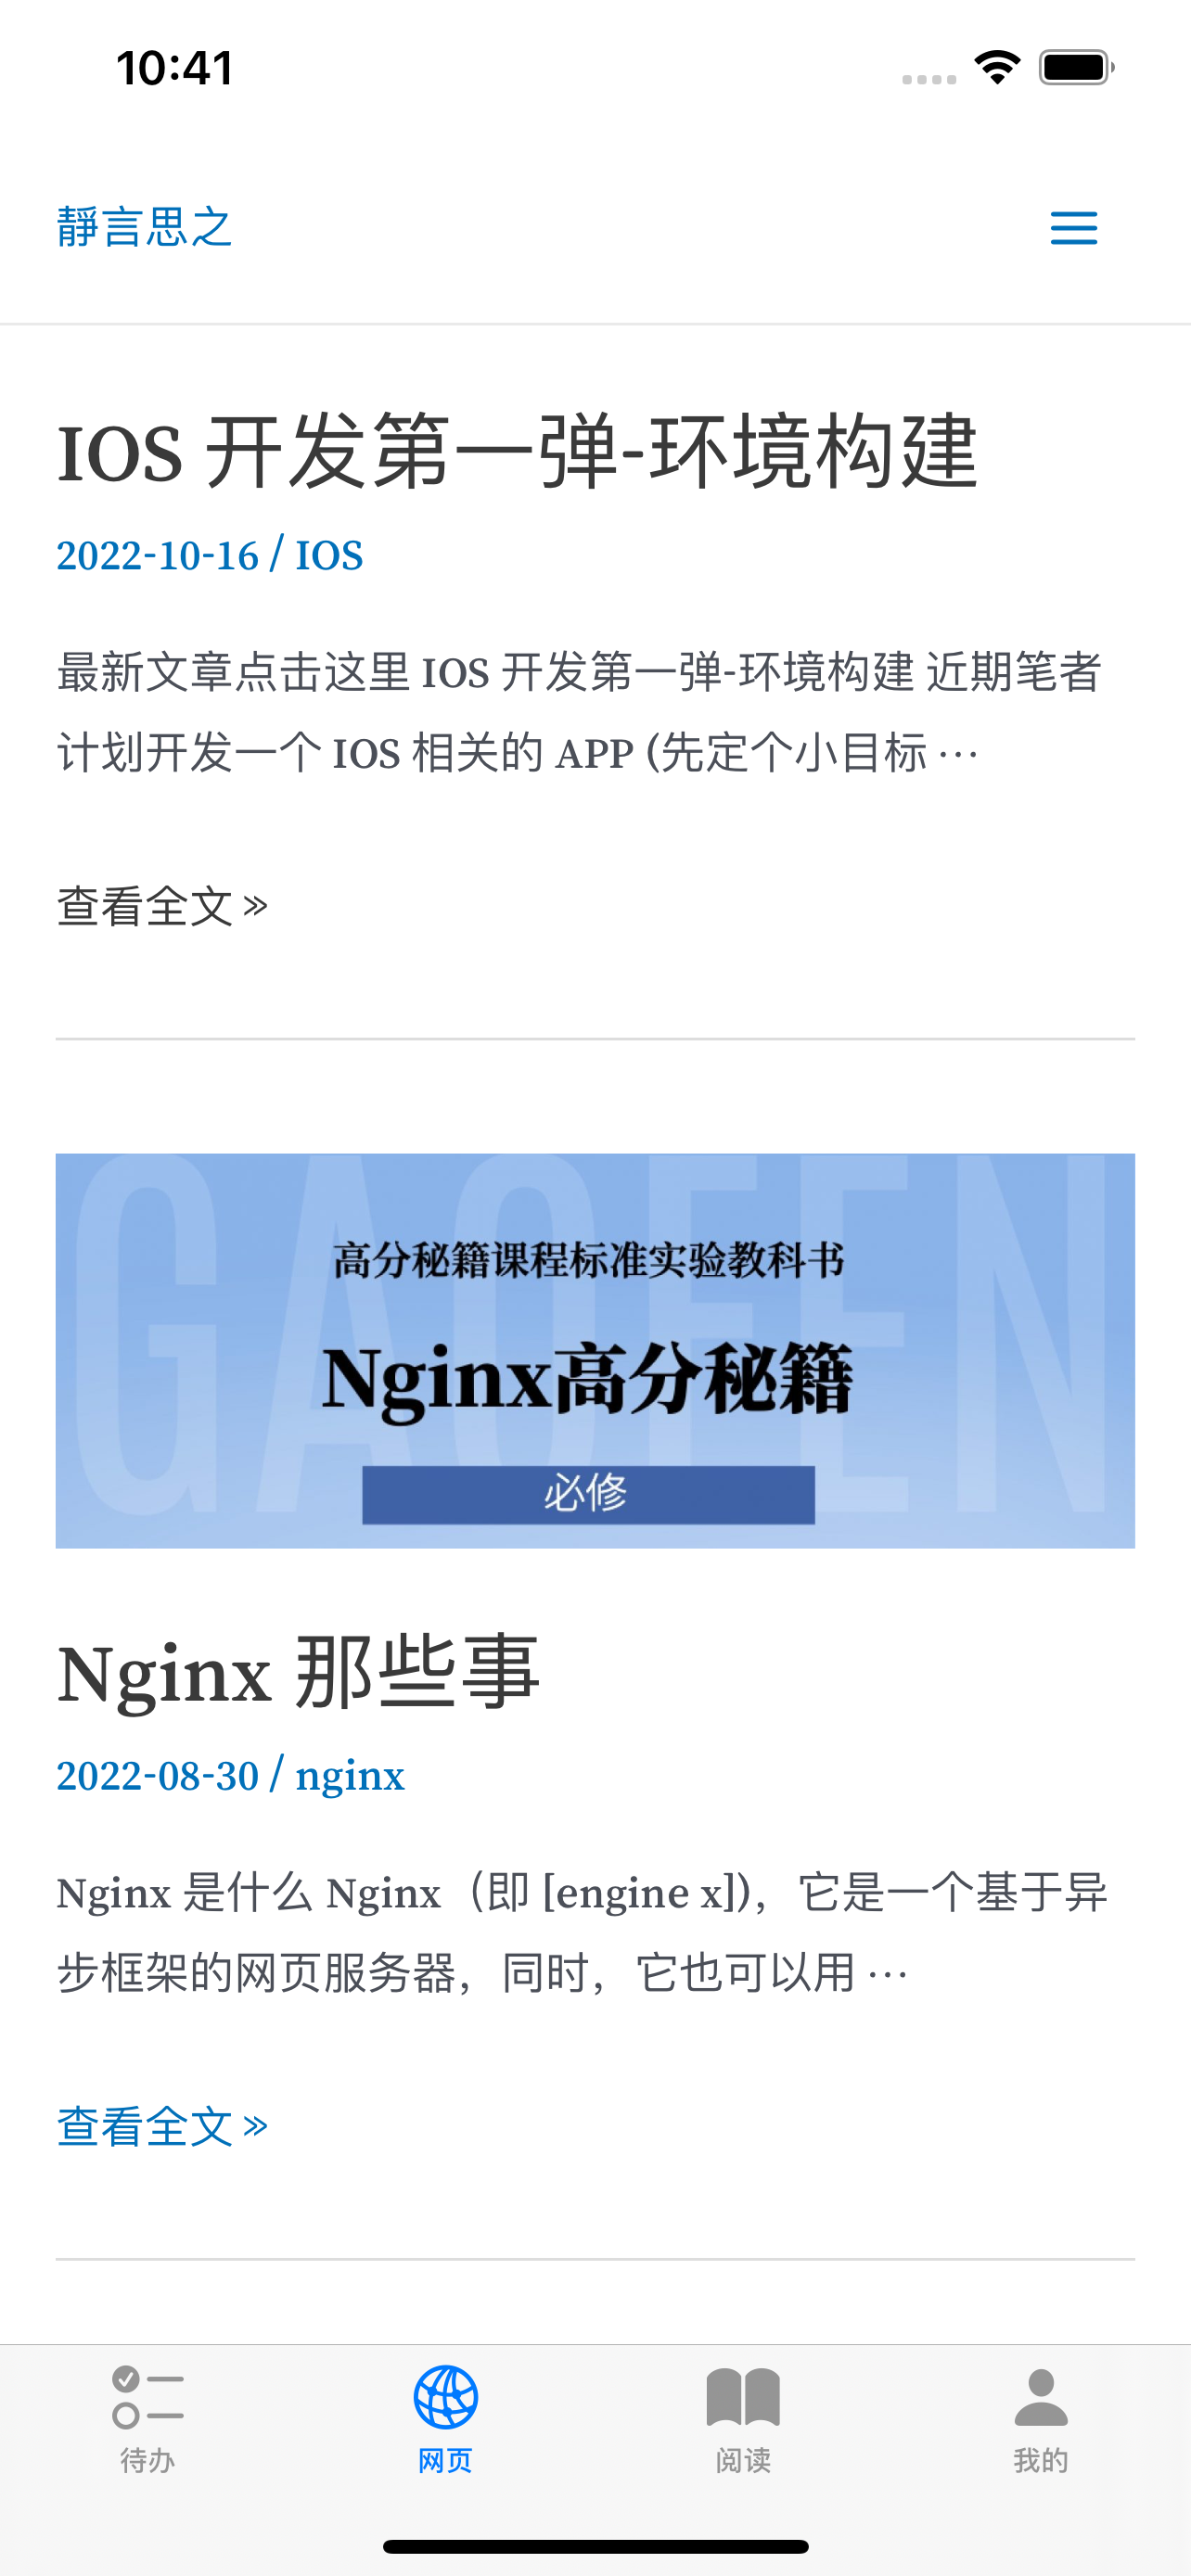 10:41
靜言思之
IOS 开发第一弹-环境构建
2022-10-16 / IOS
最新文章点击这里 IOS 开发第一弹-环境构建 近期笔者
计划开发一个 IOS 相关的 APP (先定个小目标 …
查看全文 »
GAOFEN
高分秘籍课程标准实验教科书
Nginx高分秘籍
必修
Nginx 那些事
2022-08-30 / nginx
Nginx 是什么 Nginx（即 [engine x]），它是一个基于异
步框架的网页服务器，同时，它也可以用 …
查看全文 »
待办
网页
阅读
我的